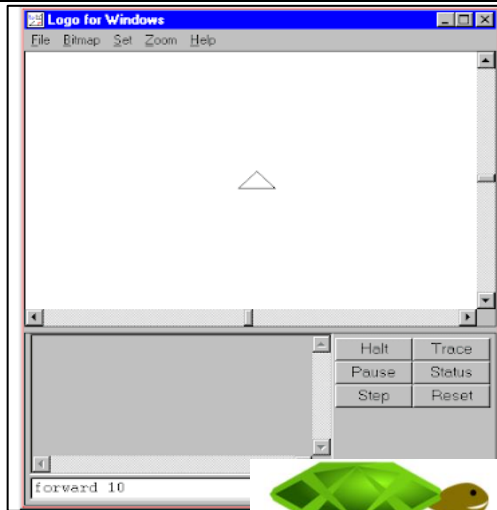 Logo for Windows
File Bitmap Set Zoom Help
Halt Trace
Pause Status
Step Reset
forward 10